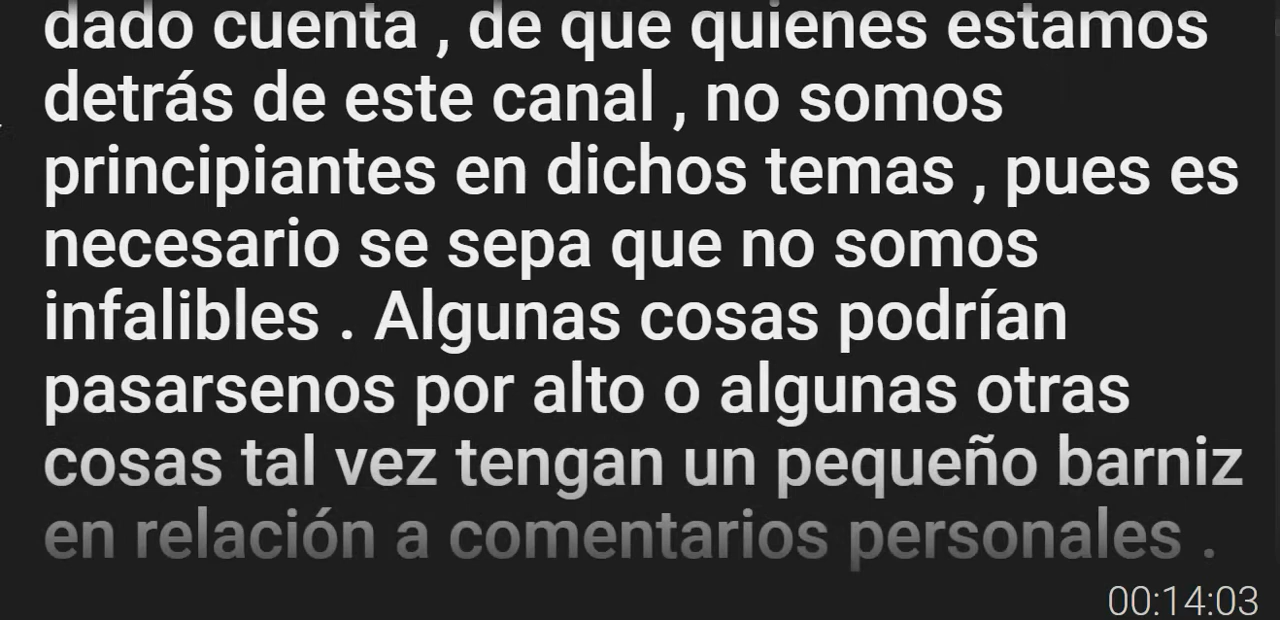 dado cuenta , de que quienes estamos
detrás de este canal , no somos
principiantes en dichos temas , pues es
necesario se sepa que no somos
infalibles . Algunas cosas podrían
pasarsenos por alto o algunas otras
cosas tal vez tengan un pequeño barniz
en relación a comentarios personales .
00:14:03